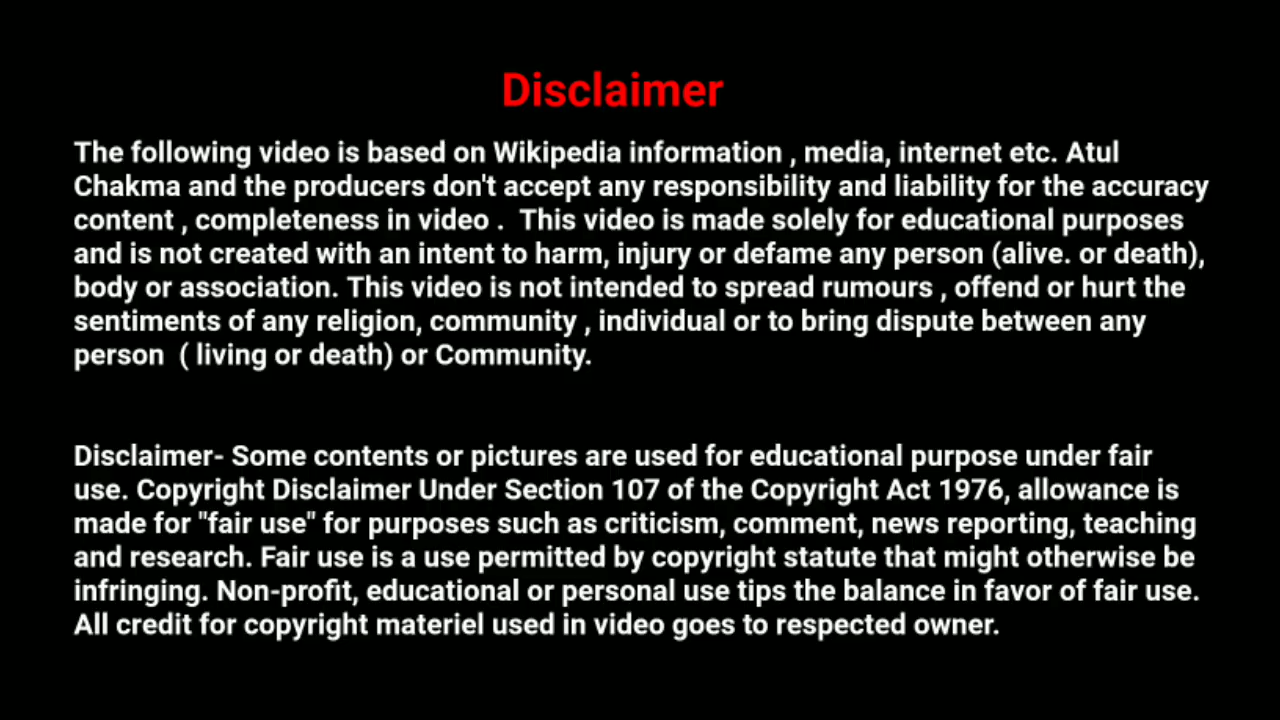 Disclaimer
The following video is based on Wikipedia information , media, internet etc. Atul
Chakma and the producers don't accept any responsibility and liability for the accuracy
content , completeness in video .  This video is made solely for educational purposes
and is not created with an intent to harm, injury or defame any person (alive. or death),
body or association. This video is not intended to spread rumours , offend or hurt the
sentiments of any religion, community , individual or to bring dispute between any
person  ( living or death) or Community.
Disclaimer- Some contents or pictures are used for educational purpose under fair
use. Copyright Disclaimer Under Section 107 of the Copyright Act 1976, allowance is
made for "fair use" for purposes such as criticism, comment, news reporting, teaching
and research. Fair use is a use permitted by copyright statute that might otherwise be
infringing. Non-profit, educational or personal use tips the balance in favor of fair use.
All credit for copyright materiel used in video goes to respected owner.